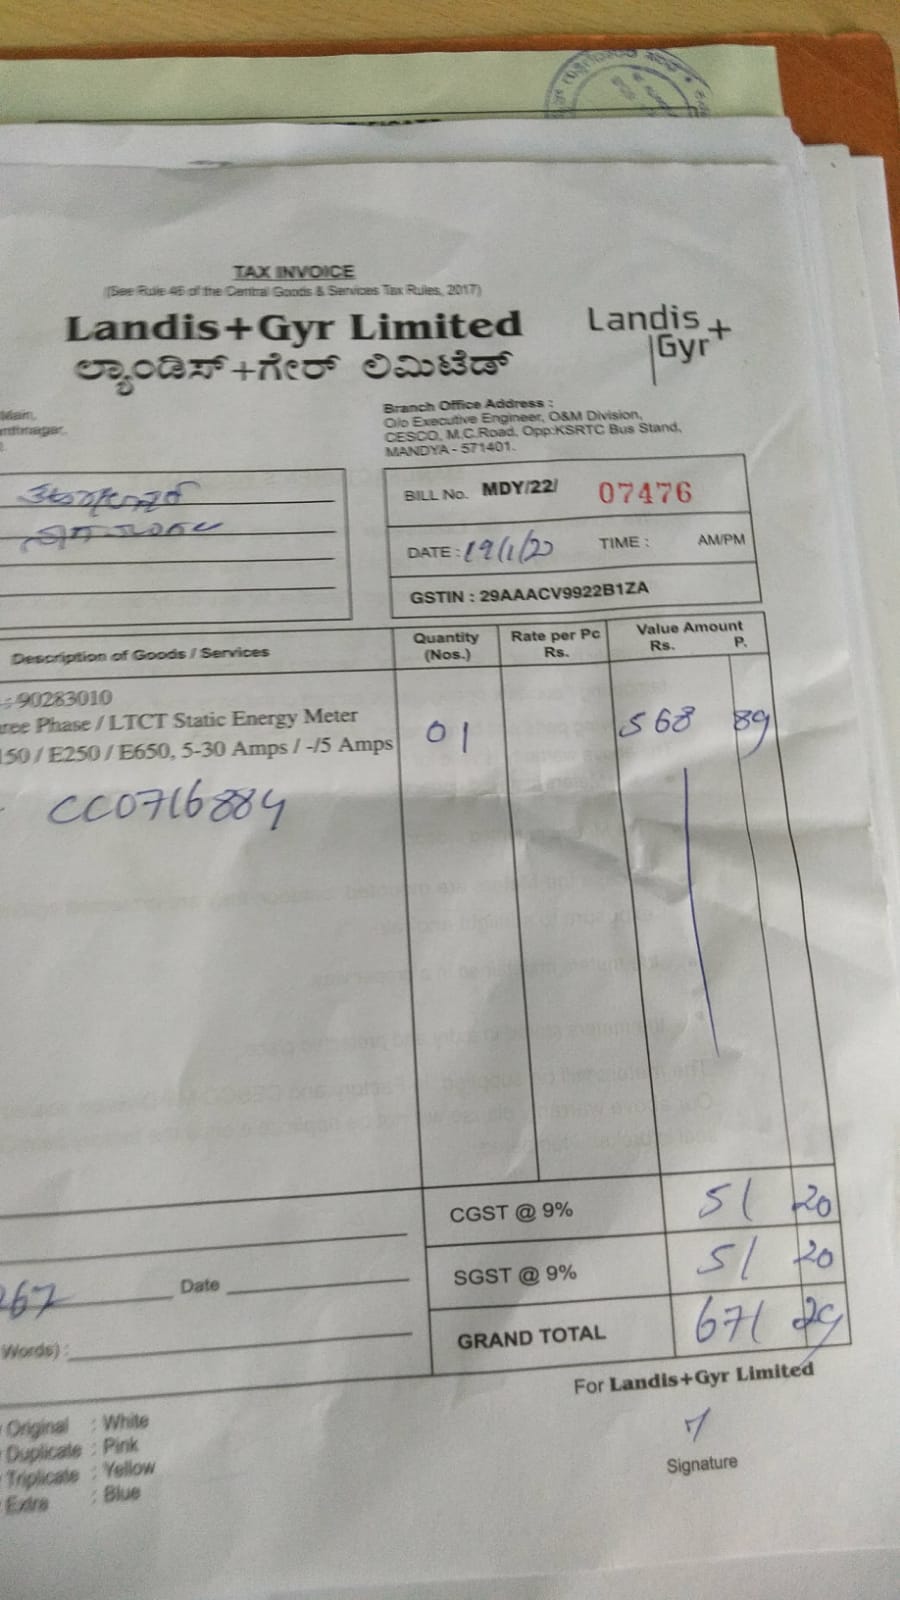 TAX INVOICE
(See Rule 46 of the Central Goods & Services Tax Rules, 2017)
Landis+Gyr Limited
ಲ್ಯಾಂಡಿಸ್+ಗೇರ್ ಲಿಮಿಟೆಡ್
Landis
Gyr+
Main,
Branch Office Address :
O/o Executive Engineer, O&M Division,
CESCO, M.C.Road, Opp:KSRTC Bus Stand,
MANDYA - 571401.
BILL No. MDY/22/ 07476
DATE : TIME : AM/PM
GSTIN : 29AAACV9922B1ZA
Description of Goods / Services Quantity (Nos.) Rate per Pc Rs. Value Amount Rs. P.
: 90283010
ree Phase / LTCT Static Energy Meter 01 568 89
150 / E250 / E650, 5-30 Amps / -/5 Amps
CC0716884
CGST @ 9% 51 20
SGST @ 9% 51 20
267 Date
GRAND TOTAL 671 29
Words) :
For Landis+Gyr Limited
Signature
Original : White
Duplicate : Pink
Triplicate : Yellow
Extra : Blue